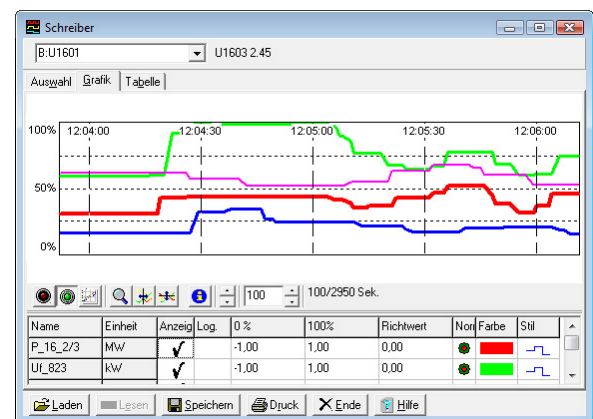 Schreiber
B:U1601 U1603 2.45
Auswahl Grafik Tabelle
100% 12:04:00 12:04:30 12:05:00 12:05:30 12:06:00
50%
0%
100 100/2950 Sek.
Name Einheit Anzeig Log. 0 % 100% Richtwert Nori Farbe Stil
P_16_2/3 MW -1,00 1,00 0,00
Uf_823 kW -1,00 1,00 0,00
Laden Lesen Speichern Druck Ende Hilfe